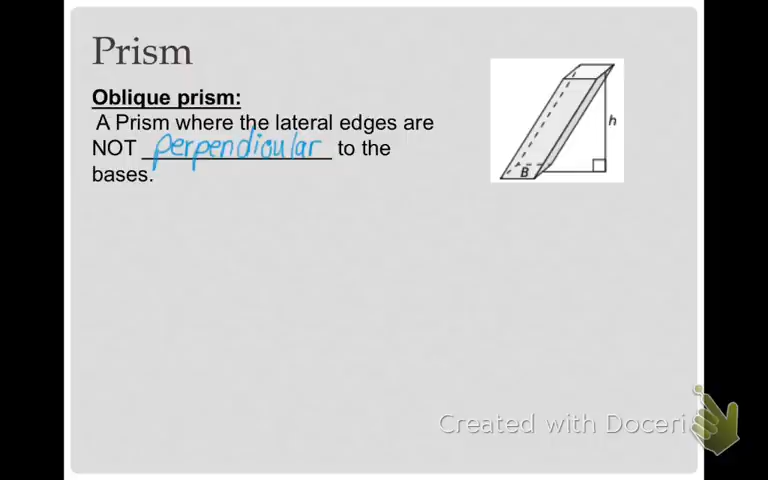 Prism
Oblique prism:
A Prism where the lateral edges are
NOT perpendicular to the
bases.
h
B
Created with Doceri